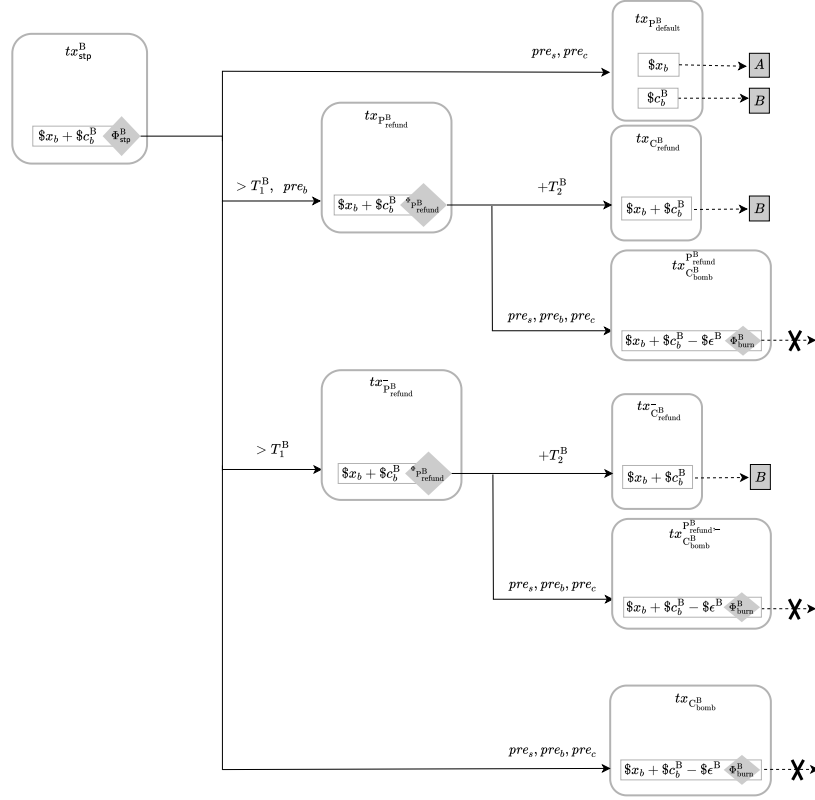 tx^B_stp
$x_b + $c^B_b Φ^B_stp
pre_s, pre_c
tx_{P^B_default}
$x_b
A
$c^B_b
B
> T^B_1, pre_b
tx_{P^B_refund}
$x_b + $c^B_b Φ_{P^B_refund}
+T^B_2
tx_{C^B_refund}
$x_b + $c^B_b
B
pre_s, pre_b, pre_c
tx^{P^B_refund}_{C^B_bomb}
$x_b + $c^B_b − $ϵ^B Φ^B_burn
> T^B_1
tx^-_{P^B_refund}
$x_b + $c^B_b Φ_{P^B_refund}
+T^B_2
tx^-_{C^B_refund}
$x_b + $c^B_b
B
pre_s, pre_b, pre_c
tx^{P^B_refund,-}_{C^B_bomb}
$x_b + $c^B_b − $ϵ^B Φ^B_burn
pre_s, pre_b, pre_c
tx_{C^B_bomb}
$x_b + $c^B_b − $ϵ^B Φ^B_burn